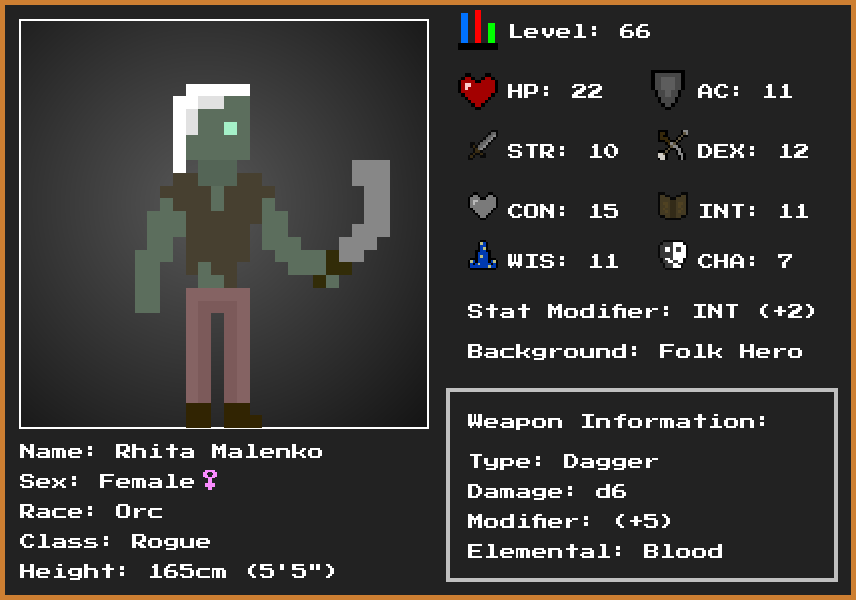 Level: 66
HP: 22
AC: 11
STR: 10
DEX: 12
CON: 15
INT: 11
WIS: 11
CHA: 7
Stat Modifier: INT (+2)
Background: Folk Hero
Weapon Information:
Type: Dagger
Damage: d6
Modifier: (+5)
Elemental: Blood
Name: Rhita Malenko
Sex: Female♀
Race: Orc
Class: Rogue
Height: 165cm (5'5")